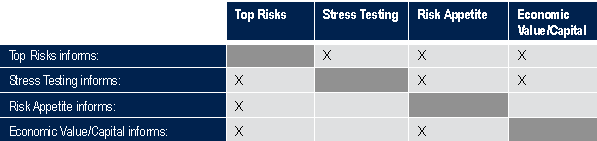 Top Risks Stress Testing Risk Appetite Economic
Value/Capital
Top Risks informs: X X X
Stress Testing informs: X X X
Risk Appetite informs: X
Economic Value/Capital informs: X X